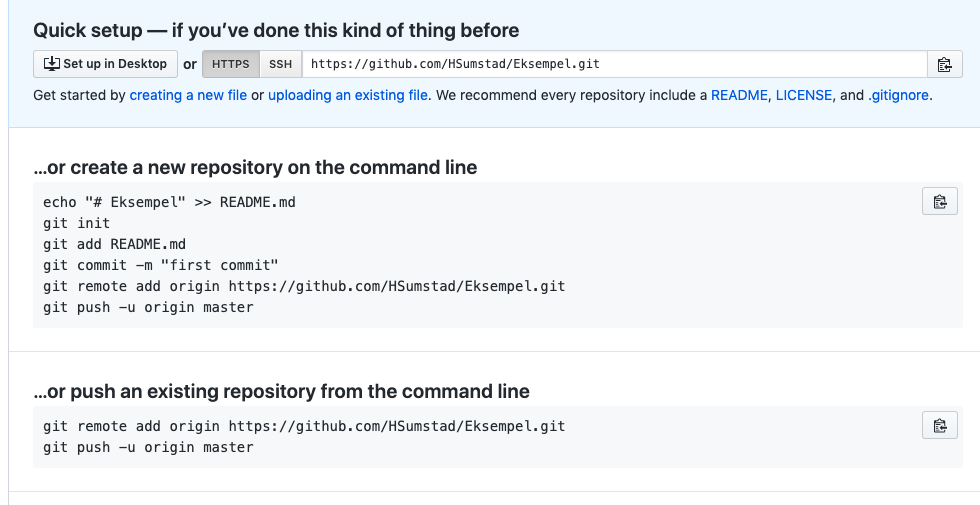 Quick setup — if you’ve done this kind of thing before
Set up in Desktop or HTTPS SSH https://github.com/HSumstad/Eksempel.git
Get started by creating a new file or uploading an existing file. We recommend every repository include a README, LICENSE, and .gitignore.
…or create a new repository on the command line
echo "# Eksempel" >> README.md
git init
git add README.md
git commit -m "first commit"
git remote add origin https://github.com/HSumstad/Eksempel.git
git push -u origin master
…or push an existing repository from the command line
git remote add origin https://github.com/HSumstad/Eksempel.git
git push -u origin master